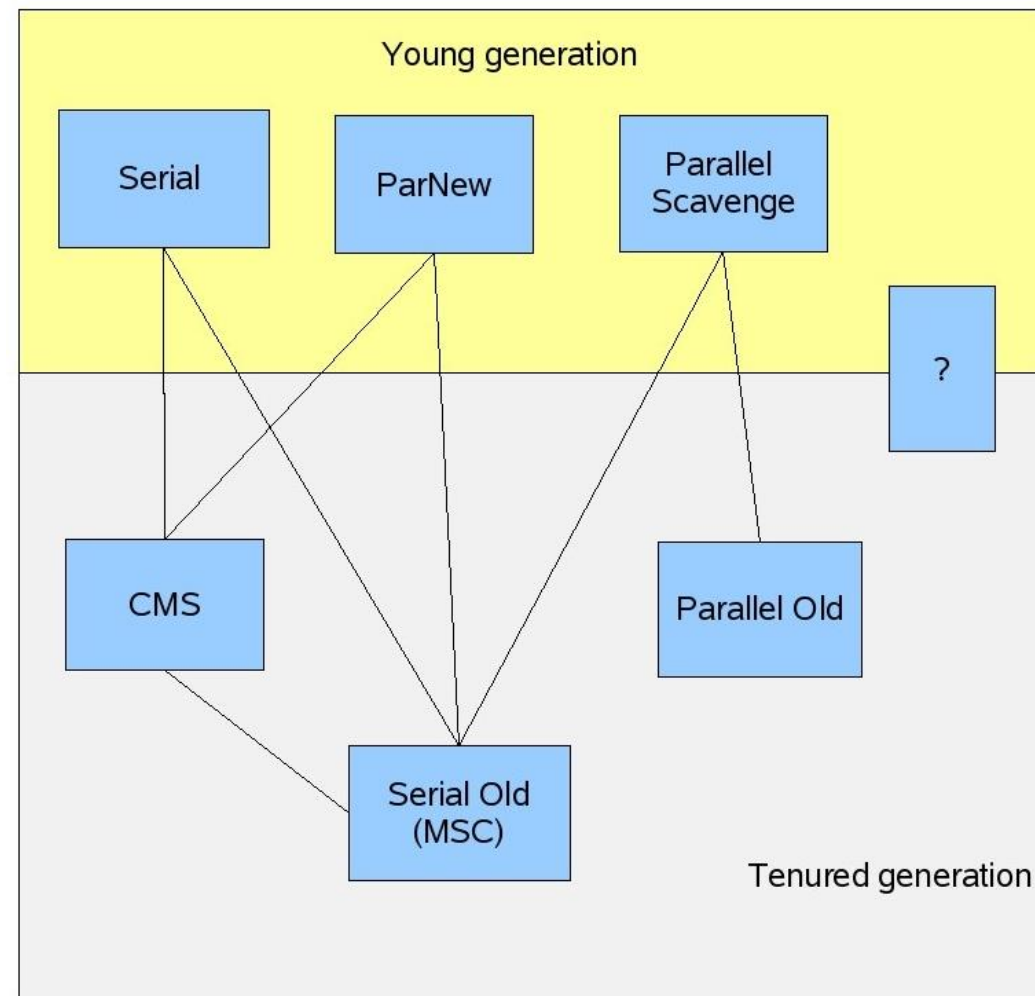 Young generation
Serial
ParNew
Parallel
Scavenge
?
CMS
Parallel Old
Serial Old
(MSC)
Tenured generation